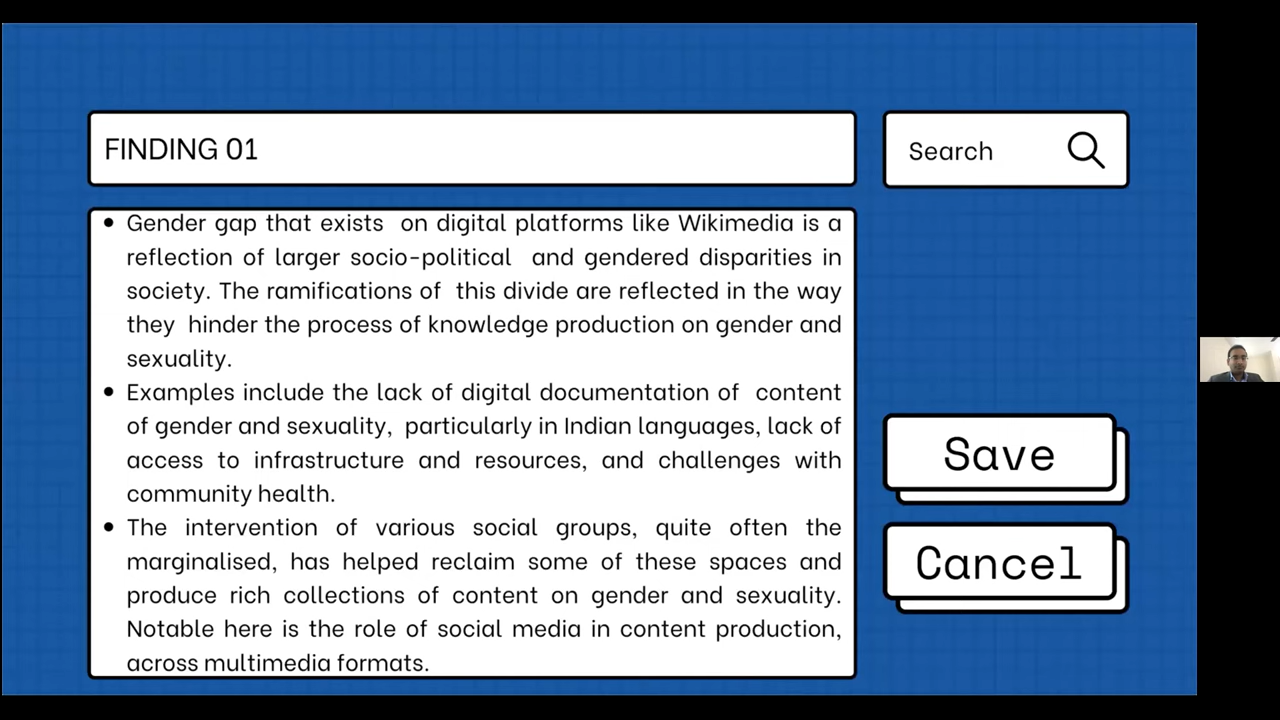 FINDING 01
Search
• Gender gap that exists on digital platforms like Wikimedia is a
reflection of larger socio-political and gendered disparities in
society. The ramifications of this divide are reflected in the way
they hinder the process of knowledge production on gender and
sexuality.
• Examples include the lack of digital documentation of content
of gender and sexuality, particularly in Indian languages, lack of
access to infrastructure and resources, and challenges with
community health.
• The intervention of various social groups, quite often the
marginalised, has helped reclaim some of these spaces and
produce rich collections of content on gender and sexuality.
Notable here is the role of social media in content production,
across multimedia formats.
Save
Cancel